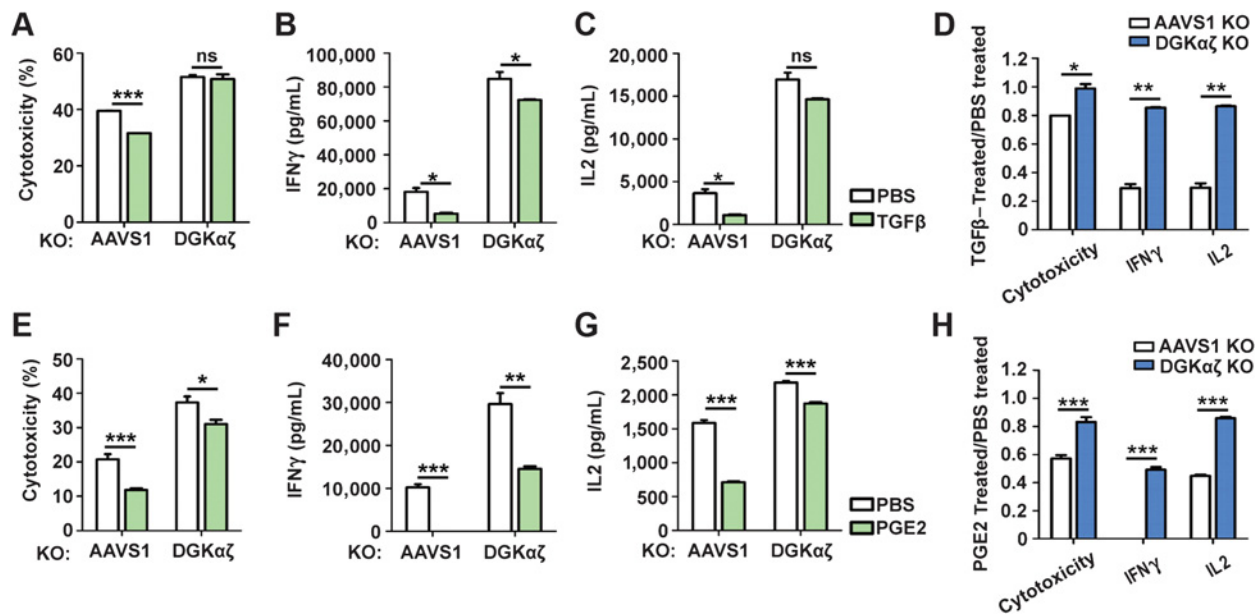 A
Cytotoxicity (%)
60
40
20
0
***
ns
KO: AAVS1 DGKαζ
B
IFNγ (pg/mL)
100,000
80,000
60,000
40,000
20,000
0
*
*
AAVS1 DGKαζ
C
IL2 (pg/mL)
20,000
15,000
10,000
5,000
0
*
ns
KO: AAVS1 DGKαζ
PBS
TGFβ
D
AAVS1 KO
DGKαζ KO
TGFβ– Treated/PBS treated
1.2
1.0
0.8
0.6
0.4
0.2
0
*
**
**
Cytotoxicity
IFNγ
IL2
E
Cytotoxicity (%)
50
40
30
20
10
0
***
*
KO: AAVS1 DGKαζ
F
IFNγ (pg/mL)
40,000
30,000
20,000
10,000
0
***
**
KO: AAVS1 DGKαζ
G
IL2 (pg/mL)
2,500
2,000
1,500
1,000
500
0
***
***
KO: AAVS1 DGKαζ
PBS
PGE2
H
AAVS1 KO
DGKαζ KO
PGE2 Treated/PBS treated
1.0
0.8
0.6
0.4
0.2
0
***
***
***
Cytotoxicity
IFNγ
IL2